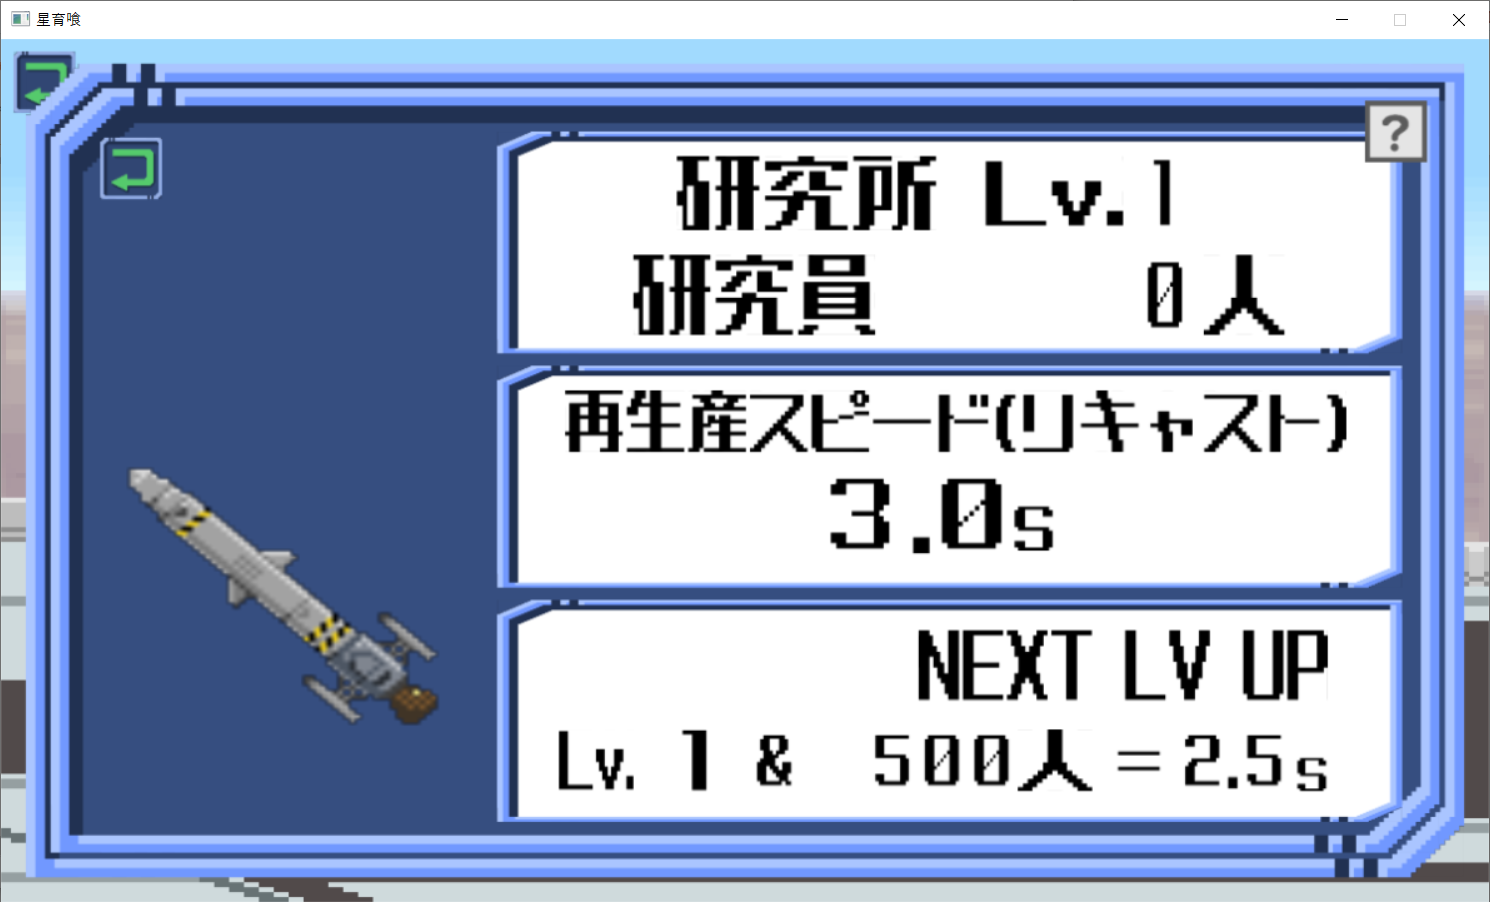 星育喰
?
研究所 Lv.1
研究員 0人
再生産スピード(リキャスト)
3.0s
NEXT LV UP
Lv. 1 & 500人=2.5s